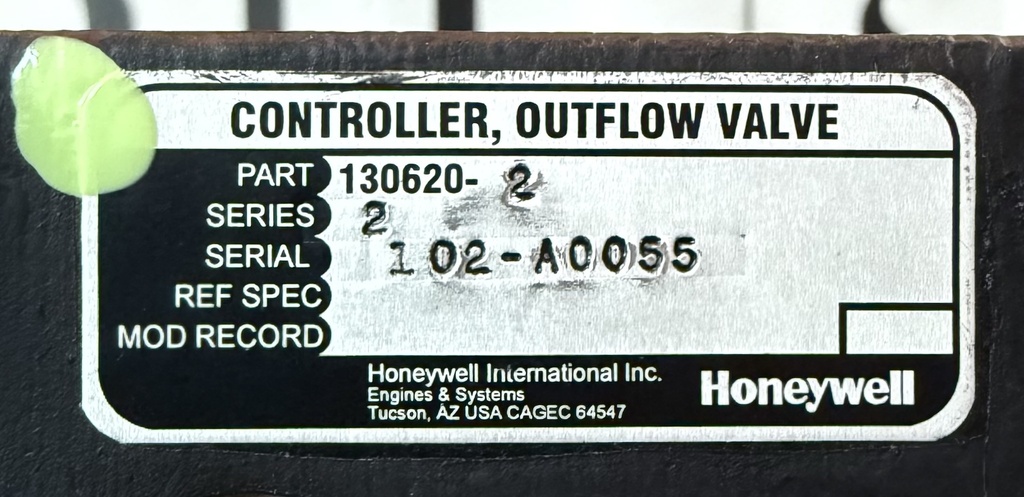 CONTROLLER, OUTFLOW VALVE
PART 130620- 2
SERIES 2
SERIAL 102-A0055
REF SPEC
MOD RECORD
Honeywell International Inc.
Engines & Systems
Tucson, AZ USA CAGEC 64547
Honeywell